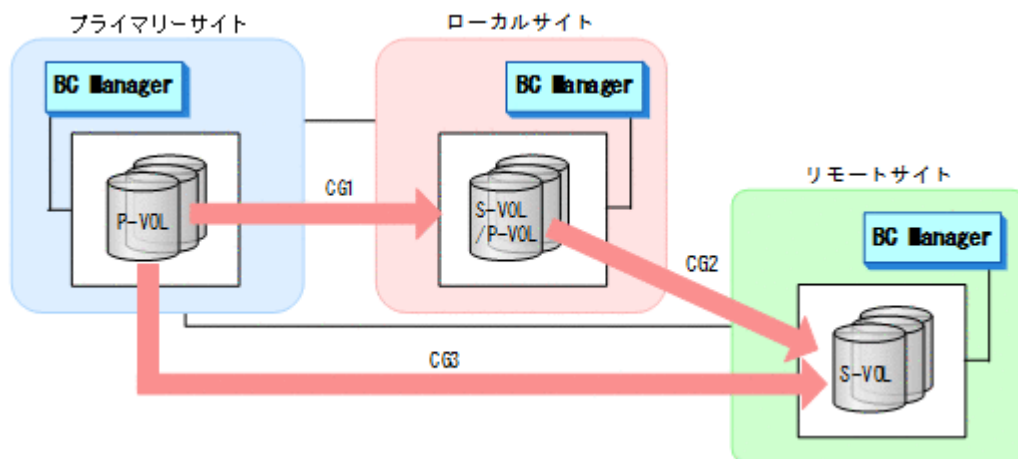 プライマリーサイト
ローカルサイト
BC Manager
BC Manager
P-VOL
CG1
S-VOL
/P-VOL
リモートサイト
BC Manager
CG2
CG3
S-VOL